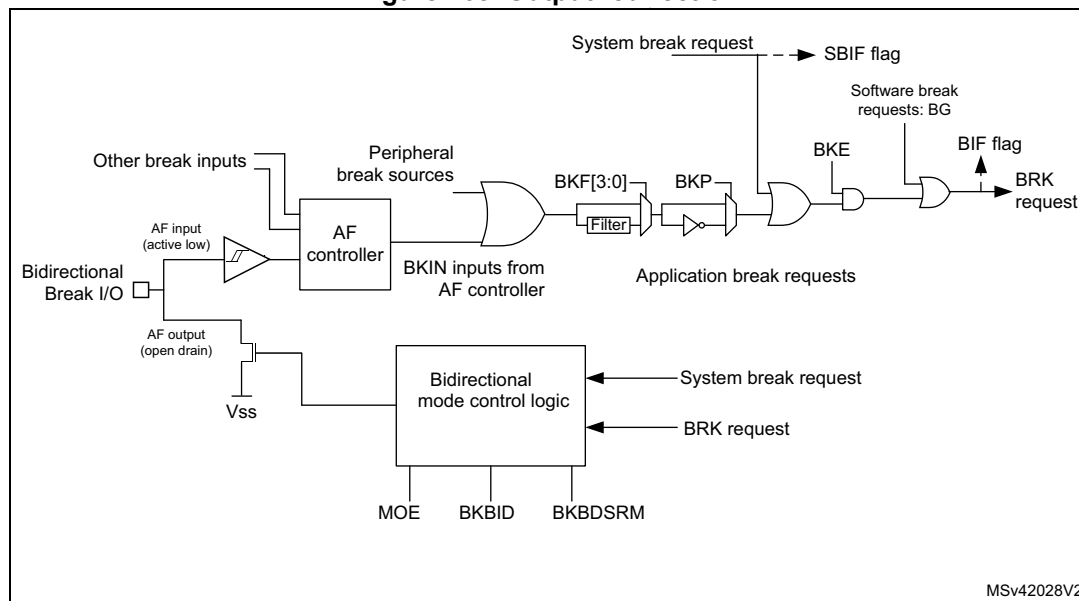 System break request
SBIF flag
Software break
requests: BG
BIF flag
BKE
BRK
request
Other break inputs
Peripheral
break sources
BKF[3:0]
BKP
Filter
AF input
(active low)
AF
controller
BKIN inputs from
AF controller
Application break requests
Bidirectional
Break I/O
AF output
(open drain)
Vss
Bidirectional
mode control logic
System break request
BRK request
MOE
BKBID
BKBDSRM
MSv42028V2